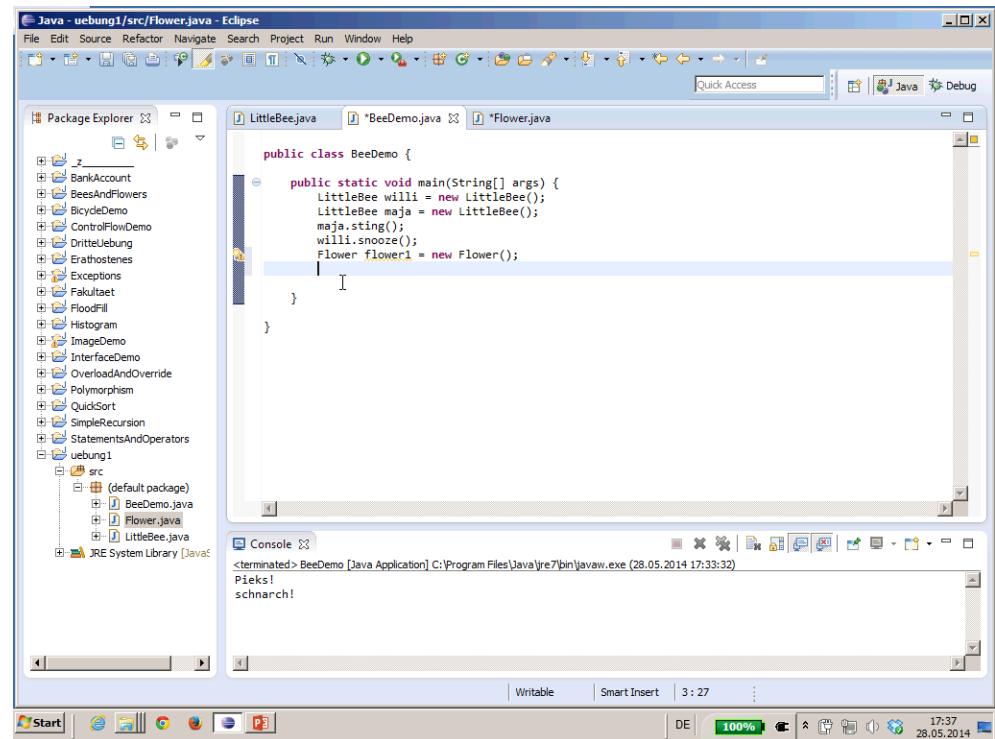 Java - uebung1/src/Flower.java - Eclipse
File Edit Source Refactor Navigate Search Project Run Window Help
Quick Access
Java Debug
Package Explorer
_z________
BankAccount
BeesAndFlowers
BicycleDemo
ControlFlowDemo
DritteUebung
Erathostenes
Exceptions
Fakultaet
FloodFill
Histogram
ImageDemo
InterfaceDemo
OverloadAndOverride
Polymorphism
QuickSort
SimpleRecursion
StatementsAndOperators
uebung1
src
(default package)
BeeDemo.java
Flower.java
LittleBee.java
JRE System Library [JavaS
LittleBee.java *BeeDemo.java *Flower.java
public class BeeDemo {
public static void main(String[] args) {
LittleBee willi = new LittleBee();
LittleBee maja = new LittleBee();
maja.sting();
willi.snooze();
Flower flower1 = new Flower();
}
}
Console
<terminated> BeeDemo [Java Application] C:\Program Files\Java\jre7\bin\javaw.exe (28.05.2014 17:33:32)
Pieks!
schnarch!
Writable Smart Insert 3 : 27
Start DE 100% 17:37
28.05.2014